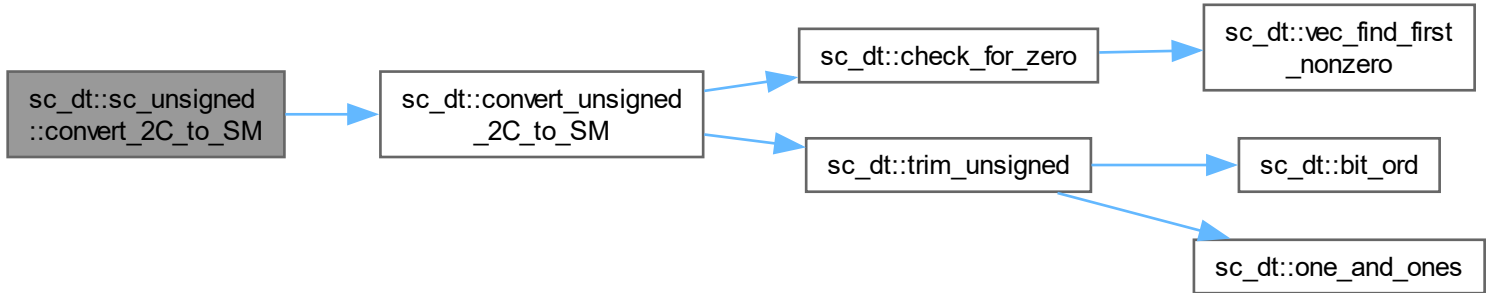 sc_dt::sc_unsigned
::convert_2C_to_SM
sc_dt::convert_unsigned
_2C_to_SM
sc_dt::check_for_zero
sc_dt::vec_find_first
_nonzero
sc_dt::trim_unsigned
sc_dt::bit_ord
sc_dt::one_and_ones